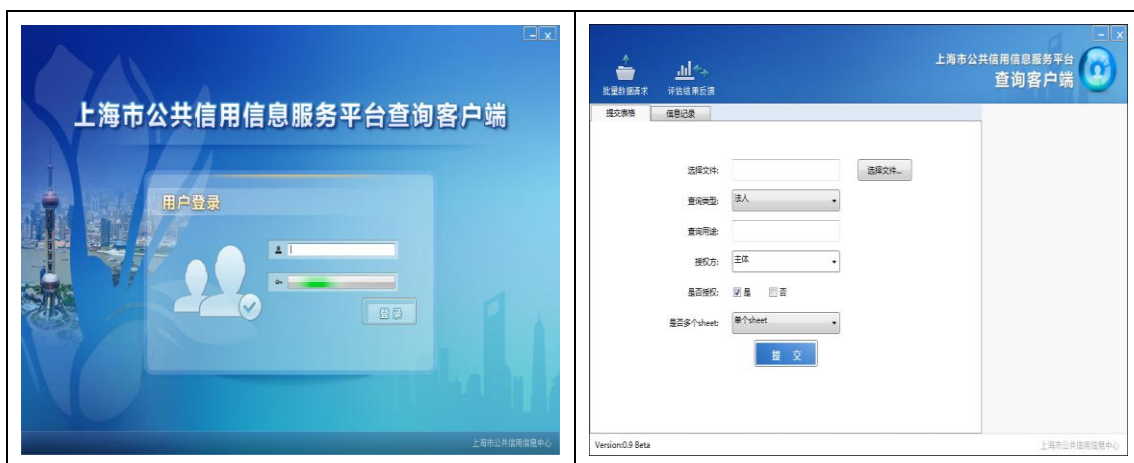 上海市公共信用信息服务平台查询客户端
用户登录
登录
上海市公共信用信息中心
批量数据请求
评估结果反馈
上海市公共信用信息服务平台
查询客户端
提交表格
信息记录
选择文件:
选择文件...
查询类型:
法人
查询用途:
授权方:
主体
是否授权:
是
否
是否多个sheet:
单个sheet
提 交
Version:0.9 Beta
上海市公共信用信息中心